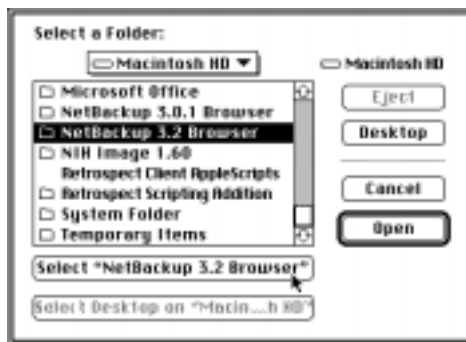 Select a Folder:
Macintosh HD
Macintosh HD
Microsoft Office
NetBackup 3.0.1 Browser
NetBackup 3.2 Browser
NIH Image 1.60
Retrospect Client AppleScripts
Retrospect Scripting Addition
System Folder
Temporary Items
Eject
Desktop
Cancel
Open
Select "NetBackup 3.2 Browser"
Select Desktop on "Macin...h HD"